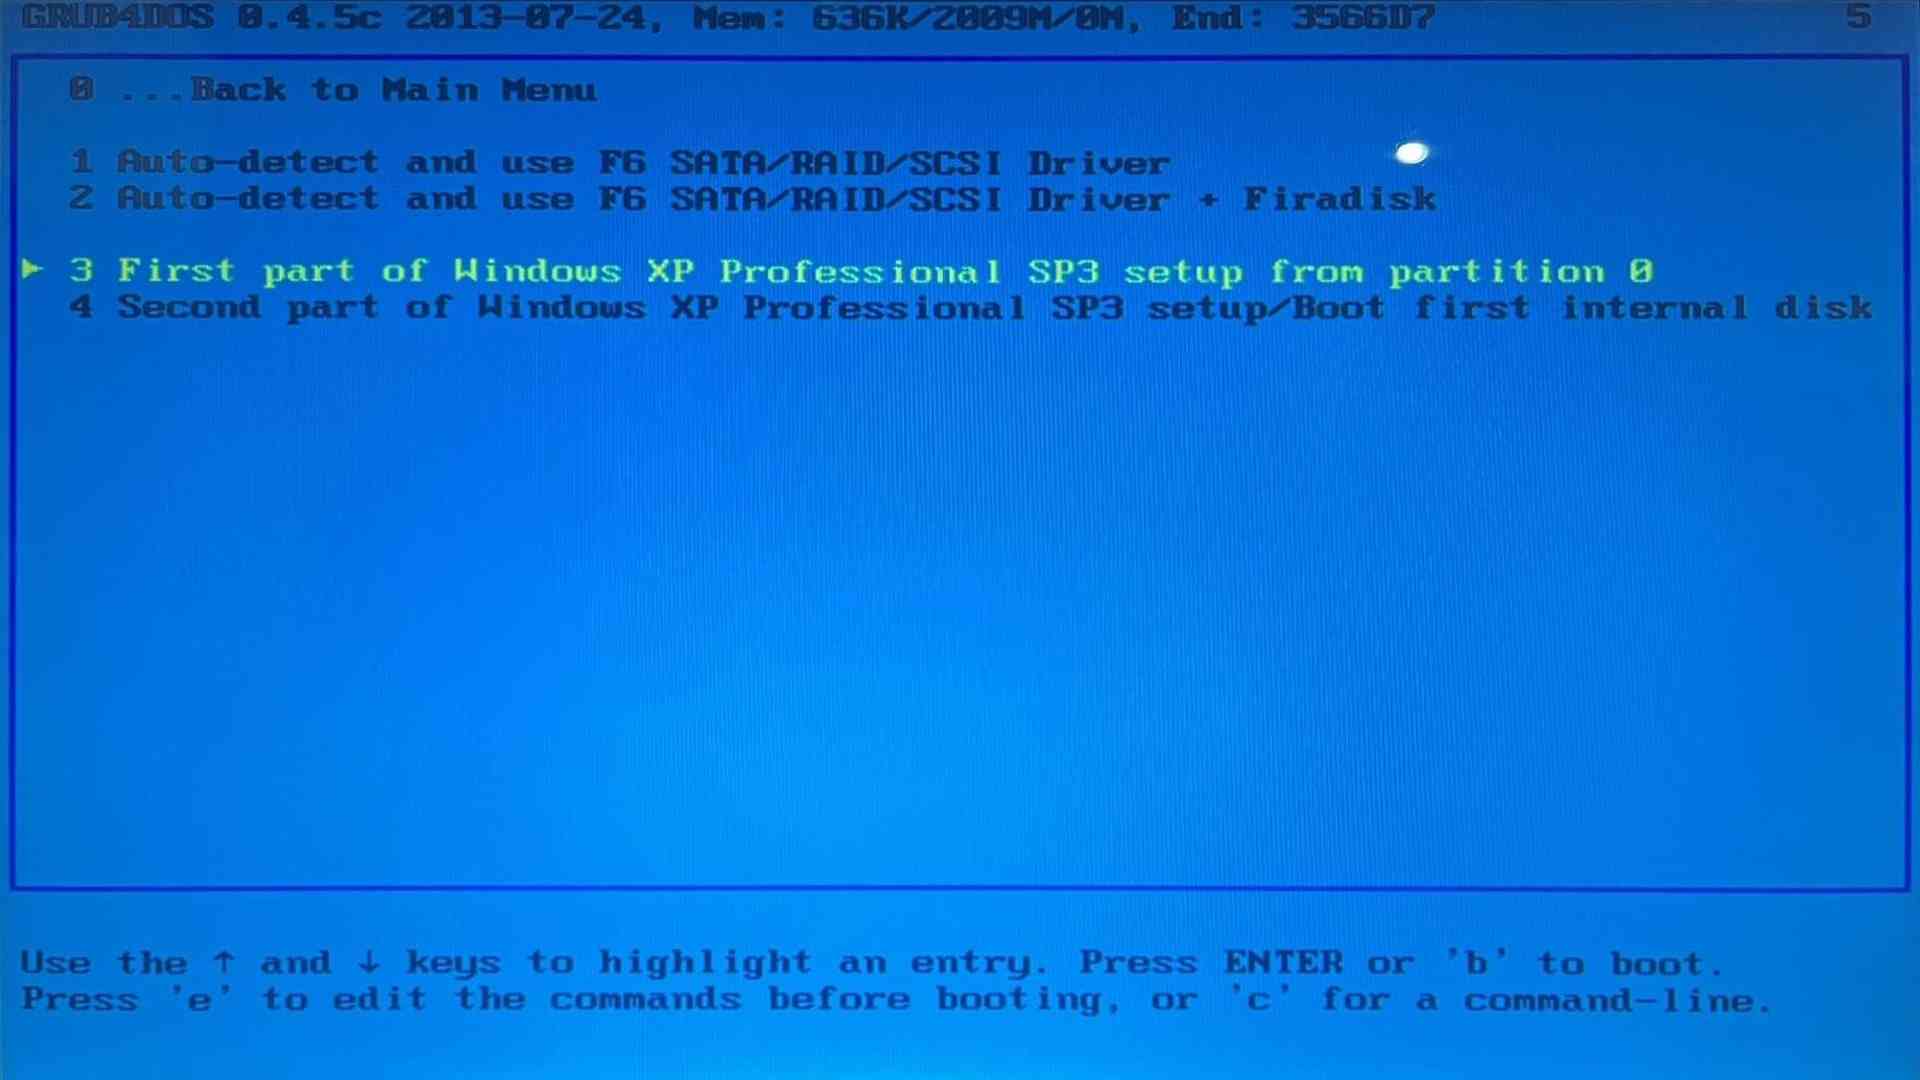 GRUB4DOS 0.4.5c 2013-07-24, Mem: 636K/2009M/0M, End: 3566D7 5
0 ...Back to Main Menu
1 Auto-detect and use F6 SATA/RAID/SCSI Driver
2 Auto-detect and use F6 SATA/RAID/SCSI Driver + Firadisk
► 3 First part of Windows XP Professional SP3 setup from partition 0
4 Second part of Windows XP Professional SP3 setup/Boot first internal disk
Use the ↑ and ↓ keys to highlight an entry. Press ENTER or 'b' to boot.
Press 'e' to edit the commands before booting, or 'c' for a command-line.